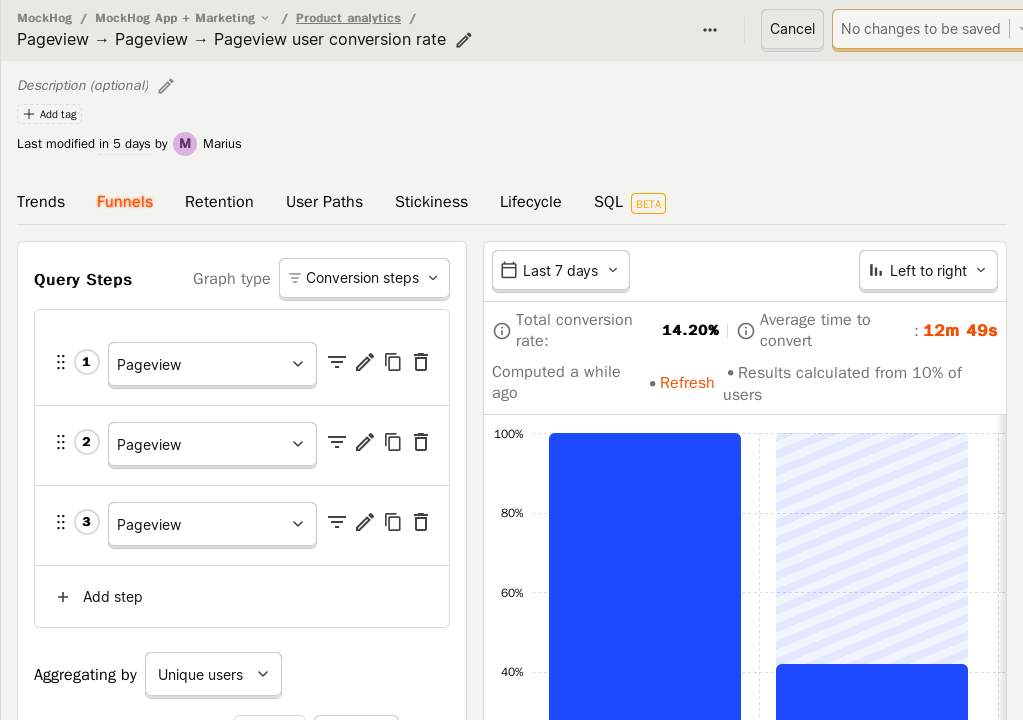 MockHog / MockHog App + Marketing / Product analytics /
Pageview → Pageview → Pageview user conversion rate
Cancel
No changes to be saved
Description (optional)
Add tag
Last modified in 5 days by M Marius
Trends Funnels Retention User Paths Stickiness Lifecycle SQL BETA
Query Steps
Graph type Conversion steps
1 Pageview
2 Pageview
3 Pageview
+ Add step
Aggregating by Unique users
Last 7 days
Left to right
Total conversion
rate: 14.20%
Average time to
convert : 12m 49s
Computed a while
ago
• Refresh
• Results calculated from 10% of
users
100%
80%
60%
40%